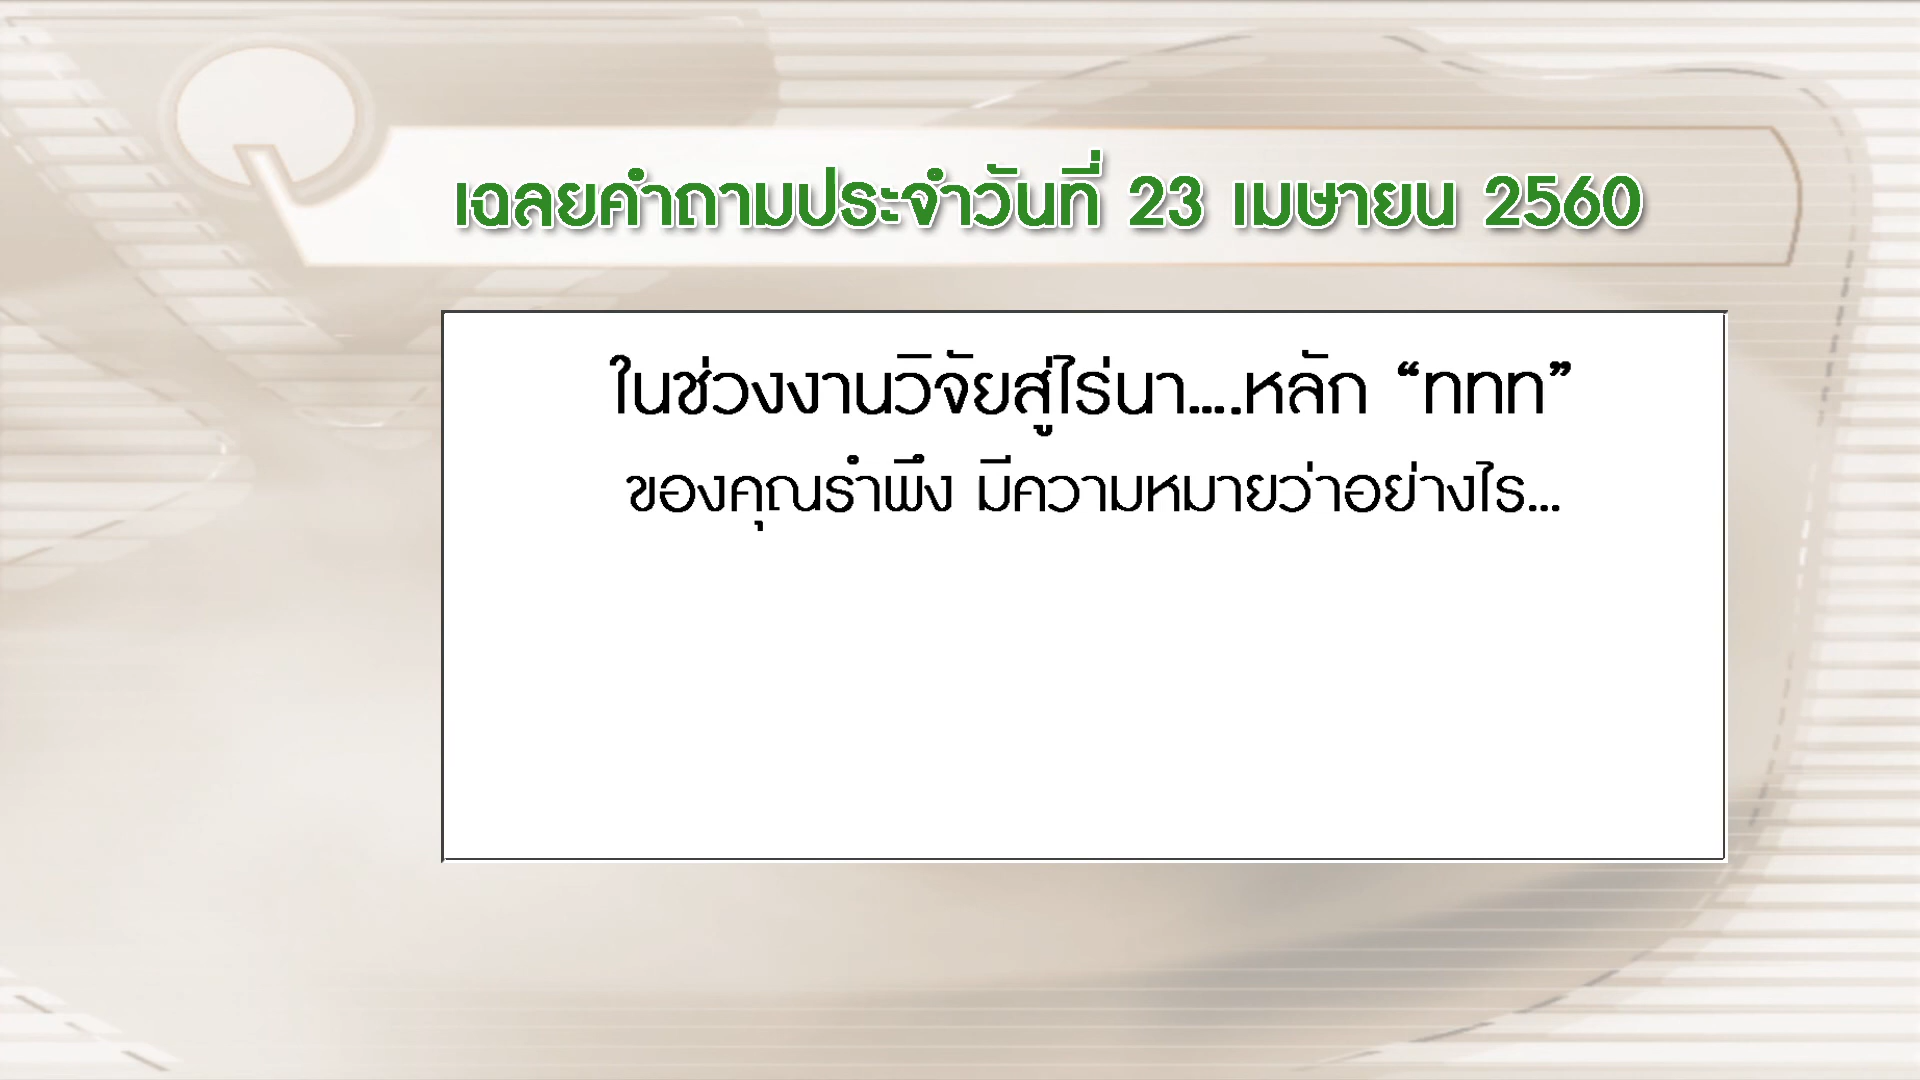 เฉลยคำถามประจำวันที่ 23 เมษายน 2560
ในช่วงงานวิจัยสู่ไร่นา....หลัก “ททท”
ของคุณรำพึง มีความหมายว่าอย่างไร...